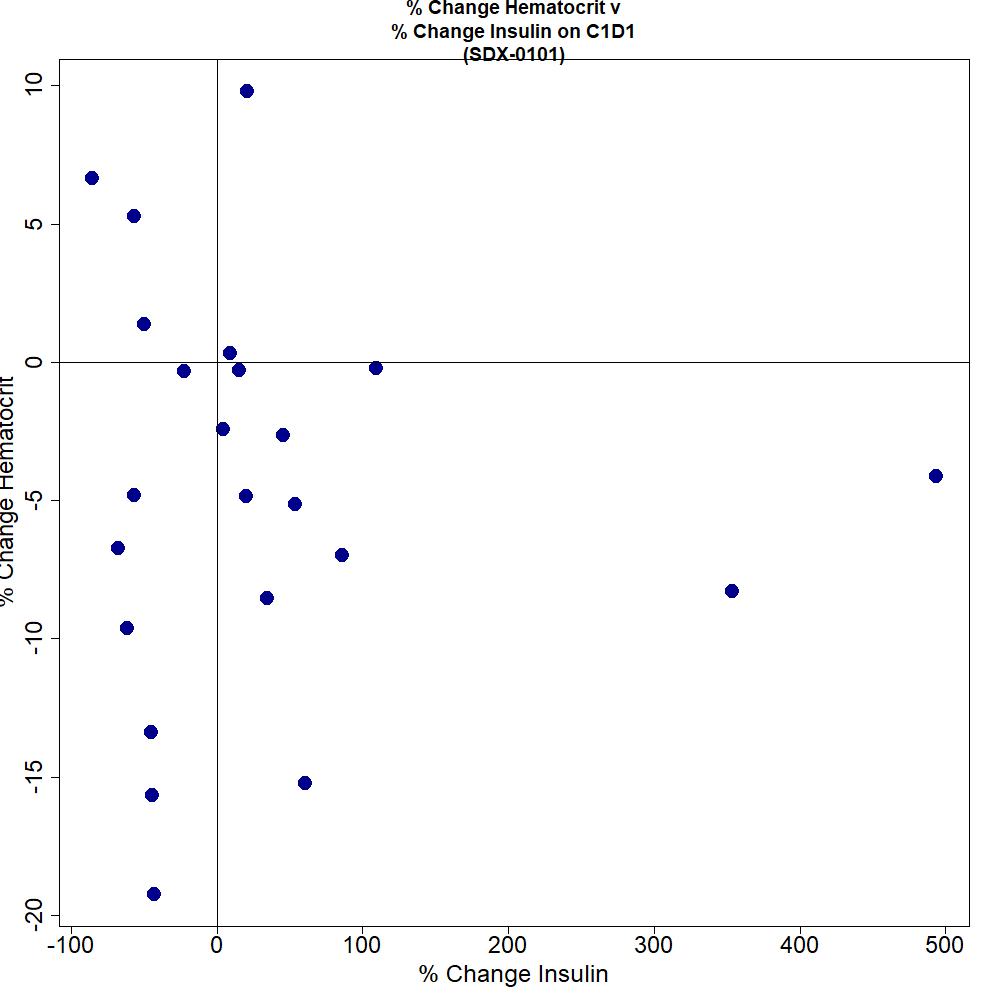 % Change Hematocrit v
% Change Insulin on C1D1
(SDX-0101)
10
5
0
-5
-10
-15
-20
% Change Hematocrit
-100 0 100 200 300 400 500
% Change Insulin